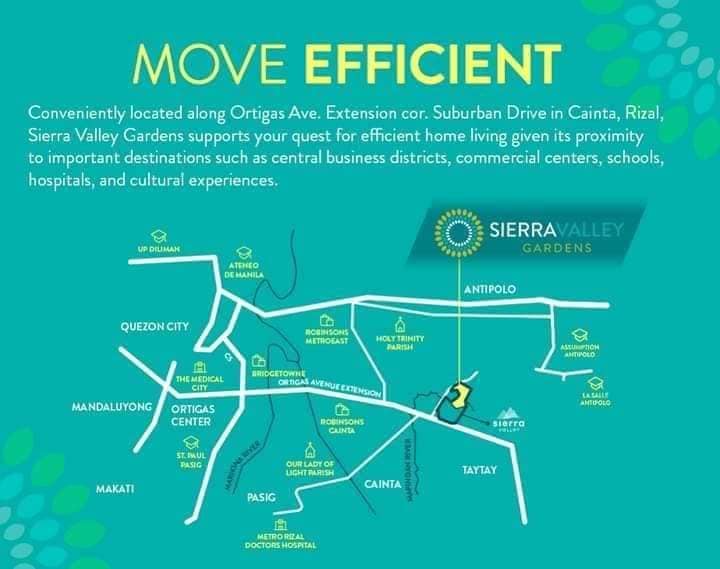 MOVE EFFICIENT
Conveniently located along Ortigas Ave. Extension cor. Suburban Drive in Cainta, Rizal,
Sierra Valley Gardens supports your quest for efficient home living given its proximity
to important destinations such as central business districts, commercial centers, schools,
hospitals, and cultural experiences.
SIERRAVALLEY
GARDENS
UP DILIMAN
ATENEO
DE MANILA
ANTIPOLO
QUEZON CITY
ROBINSONS
METROEAST
HOLY TRINITY
PARISH
ASSUMPTION
ANTIPOLO
C5
THE MEDICAL
CITY
BRIDGETOWNE
ORTIGAS AVENUE EXTENSION
LA SALLE
ANTIPOLO
MANDALUYONG
ORTIGAS
CENTER
ROBINSONS
CAINTA
sierra
VALLEY
ST. PAUL
PASIG
MARIKINA RIVER
OUR LADY OF
LIGHT PARISH
MANGGAHAN RIVER
TAYTAY
CAINTA
MAKATI
PASIG
METRO RIZAL
DOCTORS HOSPITAL